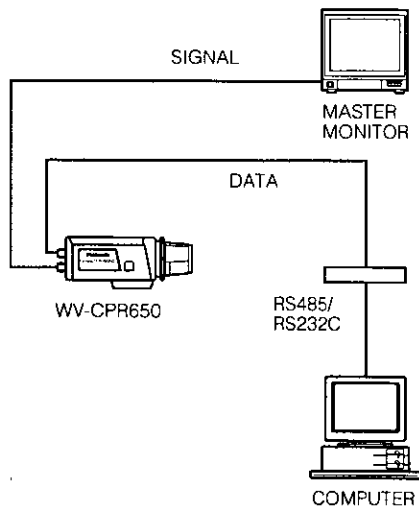 SIGNAL
MASTER
MONITOR
DATA
WV-CPR650
RS485/
RS232C
COMPUTER